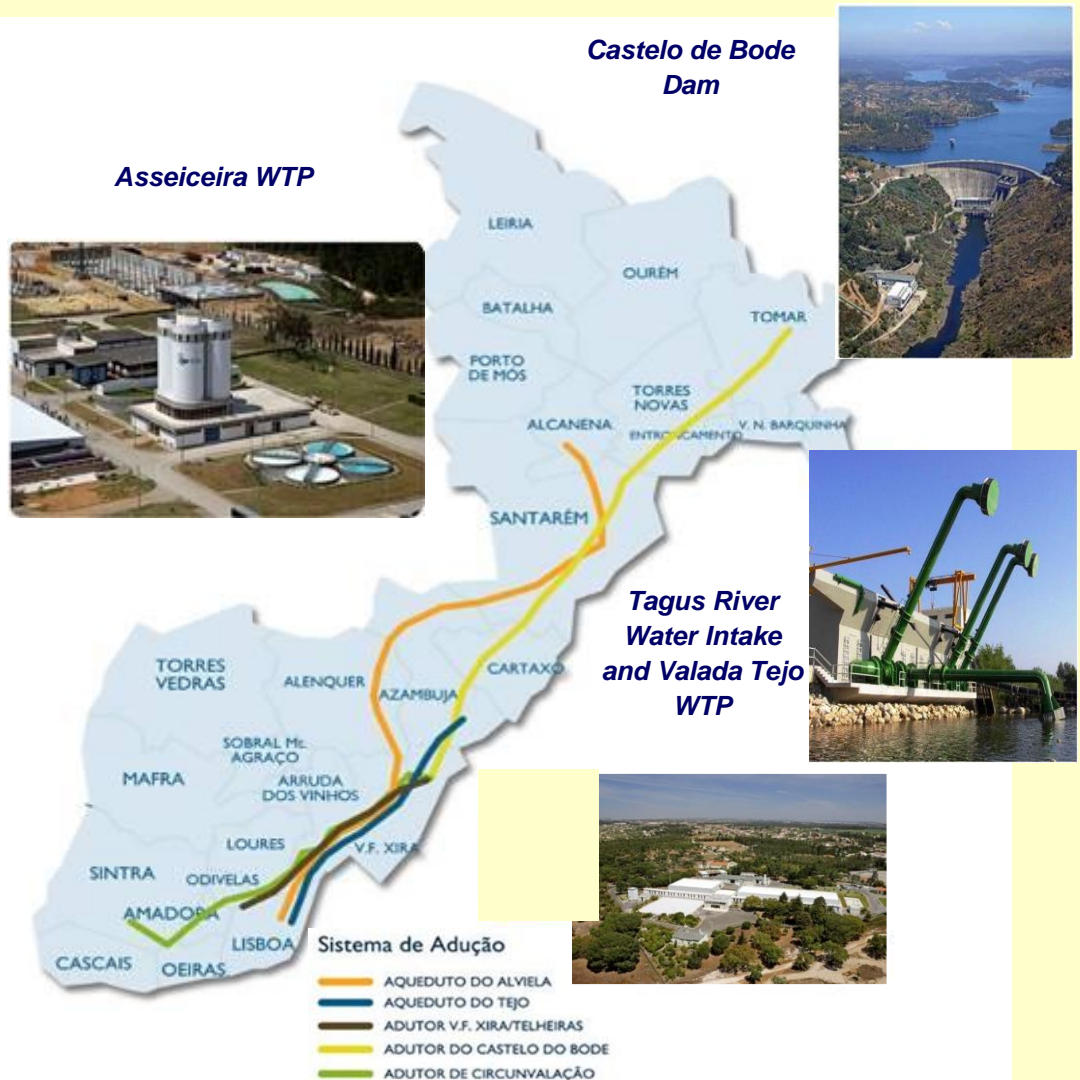 Castelo de Bode
Dam
Asseiceira WTP
LEIRIA
OURÉM
BATALHA
TOMAR
PORTO
DE MÓS
TORRES
NOVAS
ALCANENA
ENTRONCAMENTO
V. N. BARQUINHA
SANTARÉM
Tagus River
Water Intake
and Valada Tejo
WTP
TORRES
VEDRAS
ALENQUER
AZAMBUJA
CARTAXO
SOBRAL Mt.
AGRAÇO
MAFRA
ARRUDA
DOS VINHOS
LOURES
V.F. XIRA
SINTRA
ODIVELAS
AMADORA
LISBOA
CASCAIS
OEIRAS
Sistema de Adução
AQUEDUTO DO ALVIELA
AQUEDUTO DO TEJO
ADUTOR V.F. XIRA/TELHEIRAS
ADUTOR DO CASTELO DO BODE
ADUTOR DE CIRCUNVALAÇÃO